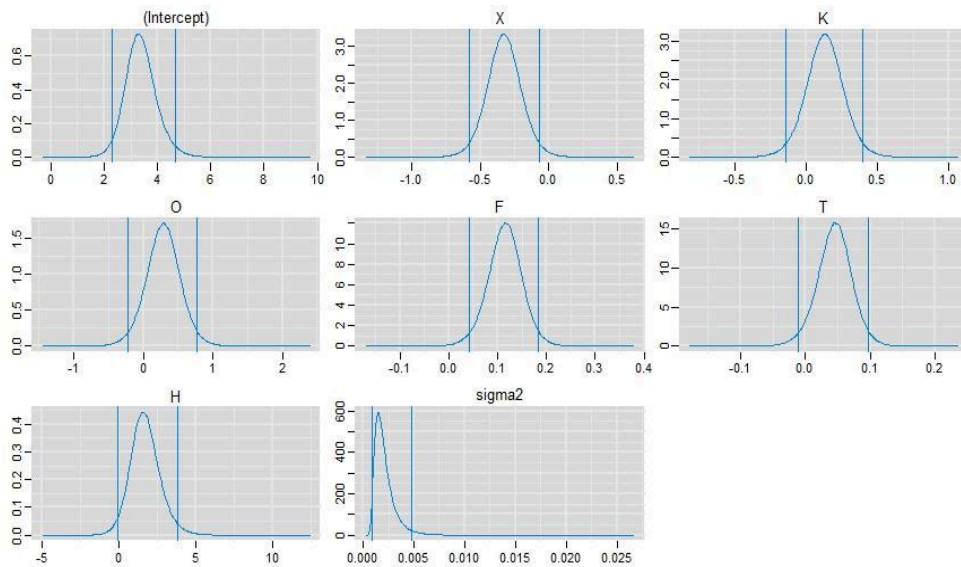 (Intercept)
0.0 0.2 0.4 0.6
0 2 4 6 8 10
X
0.0 1.0 2.0 3.0
-1.0 -0.5 0.0 0.5
K
0.0 1.0 2.0 3.0
-0.5 0.0 0.5 1.0
O
0.0 0.5 1.0 1.5
-1 0 1 2
F
0 2 4 6 8 10
-0.1 0.0 0.1 0.2 0.3 0.4
T
0 5 10 15
-0.1 0.0 0.1 0.2
H
0.0 0.1 0.2 0.3 0.4
-5 0 5 10
sigma2
0 200 400 600
0.000 0.005 0.010 0.015 0.020 0.025